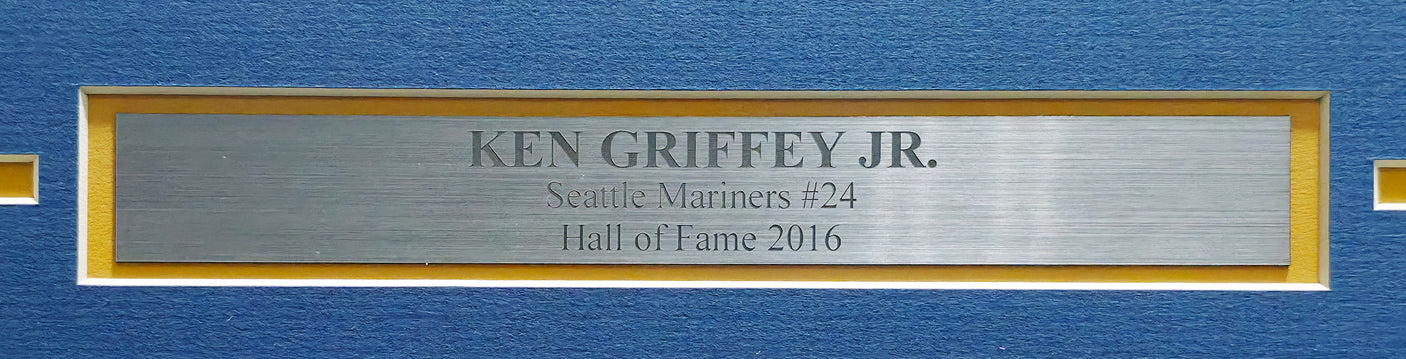 KEN GRIFFEY JR.
Seattle Mariners #24
Hall of Fame 2016